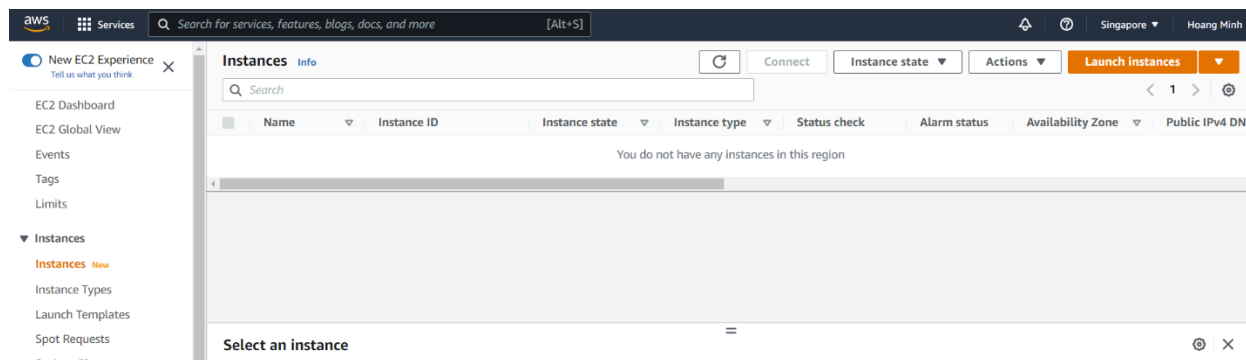 aws Services Search for services, features, blogs, docs, and more [Alt+S] Singapore ▼ Hoang Minh
New EC2 Experience
Tell us what you think
EC2 Dashboard
EC2 Global View
Events
Tags
Limits
Instances
Instances New
Instance Types
Launch Templates
Spot Requests
Instances Info Connect Instance state ▼ Actions ▼ Launch instances ▼
Search
1
Name Instance ID Instance state Instance type Status check Alarm status Availability Zone Public IPv4 DN
You do not have any instances in this region
Select an instance